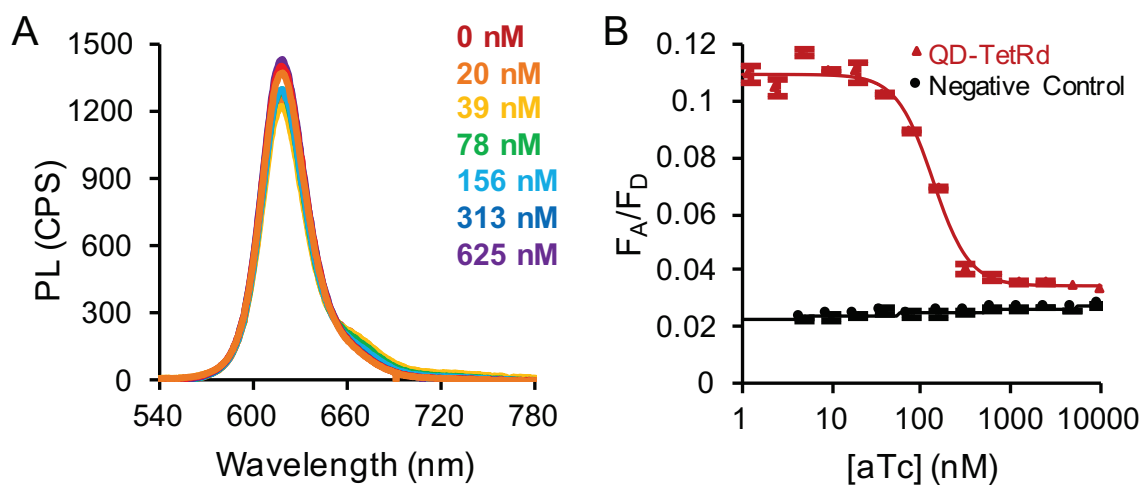 A
PL (CPS)
1500
1200
900
600
300
0
540
600
660
720
780
Wavelength (nm)
0 nM
20 nM
39 nM
78 nM
156 nM
313 nM
625 nM
B
FA/FD
0.12
0.1
0.08
0.06
0.04
0.02
0
1
10
100
1000
10000
[aTc] (nM)
QD-TetRd
Negative Control